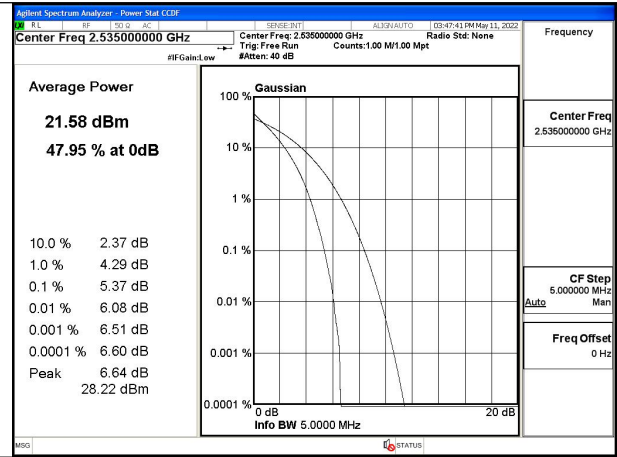 Agilent Spectrum Analyzer - Power Stat CCDF
RL RF 50 Ω AC SENSE:INT ALIGN AUTO 03:47:41 PM May 11, 2022
Center Freq 2.535000000 GHz
Center Freq: 2.535000000 GHz Radio Std: None
Trig: Free Run Counts:1.00 M/1.00 Mpt
#IFGain:Low #Atten: 40 dB
Frequency
Average Power
21.58 dBm
47.95 % at 0dB
10.0 % 2.37 dB
1.0 % 4.29 dB
0.1 % 5.37 dB
0.01 % 6.08 dB
0.001 % 6.51 dB
0.0001 % 6.60 dB
Peak 6.64 dB
28.22 dBm
Gaussian
100 %
10 %
1 %
0.1 %
0.01 %
0.001 %
0.0001 %
0 dB 20 dB
Info BW 5.0000 MHz
Center Freq
2.535000000 GHz
CF Step
5.000000 MHz
Auto Man
Freq Offset
0 Hz
MSG STATUS